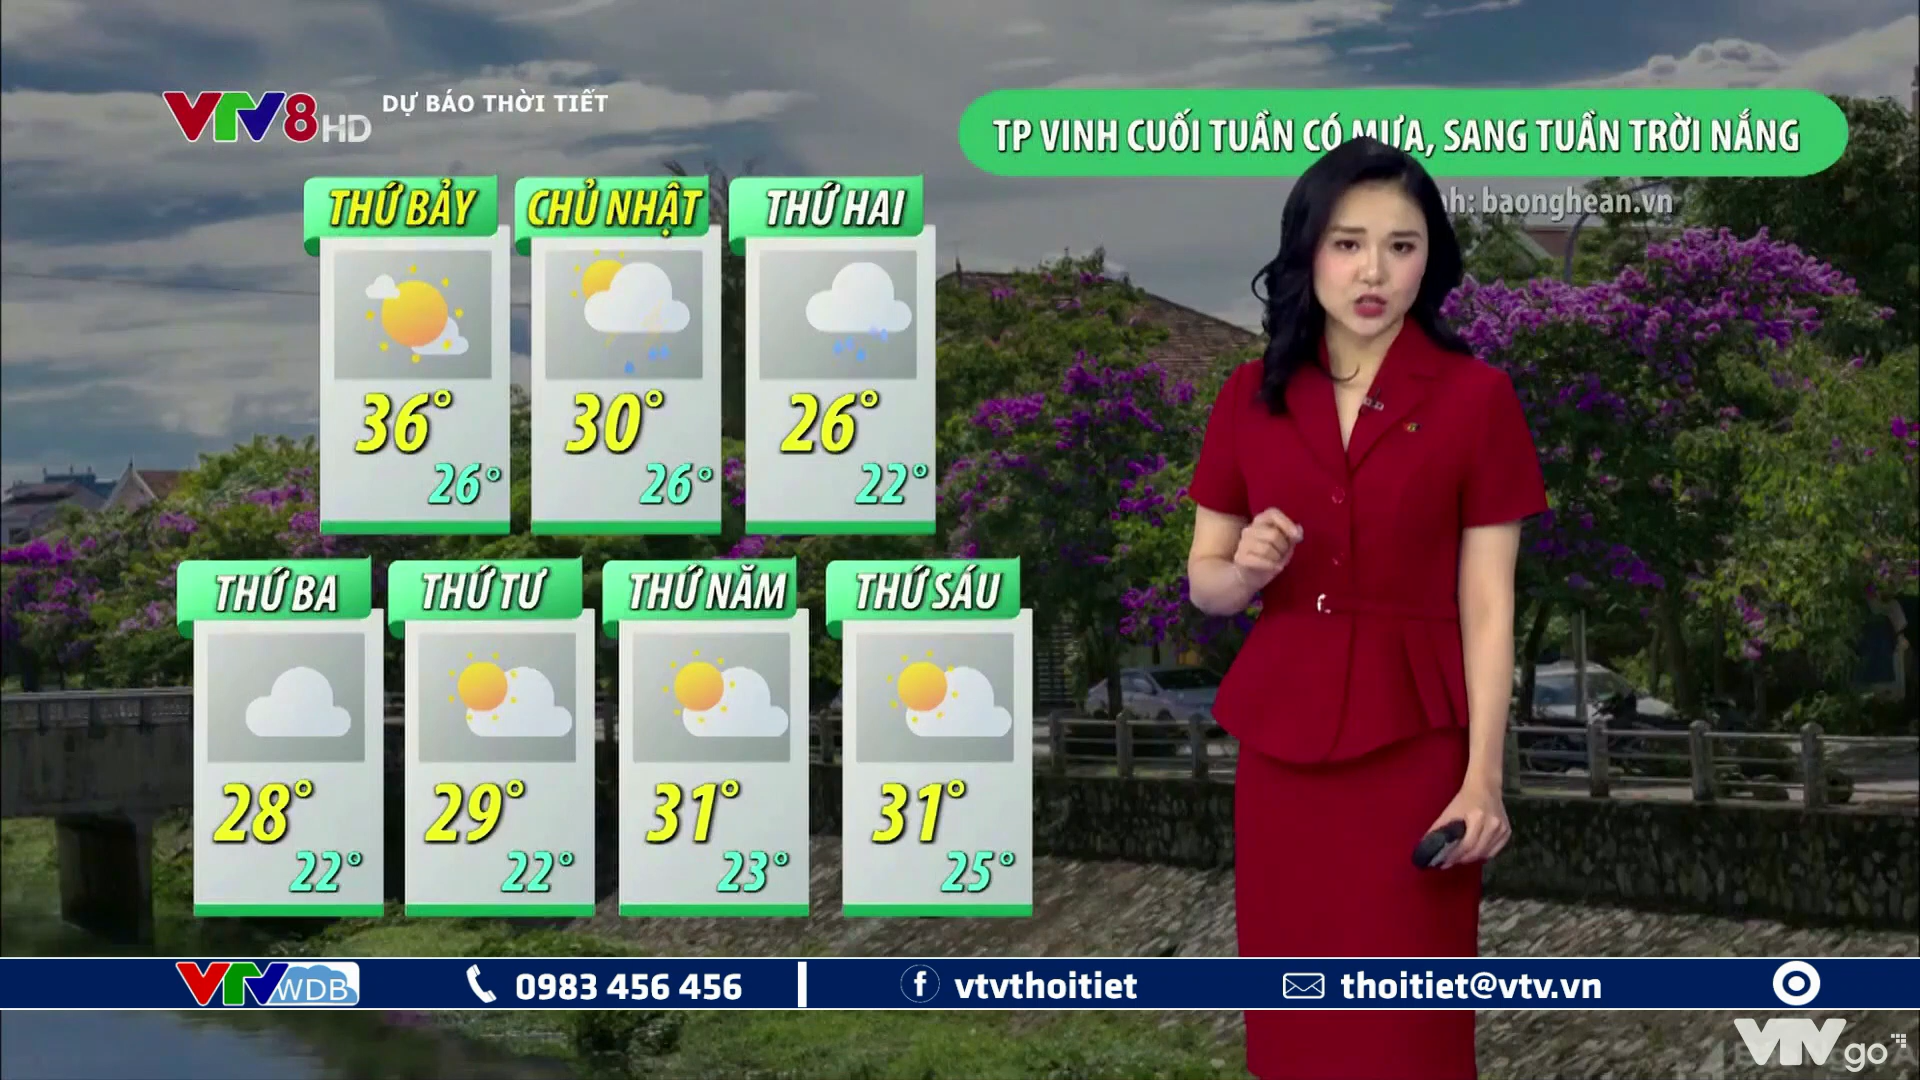 VTV8 HD
DỰ BÁO THỜI TIẾT
TP VINH CUỐI TUẦN CÓ MƯA, SANG TUẦN TRỜI NẮNG
baonghean.vn
THỨ BẢY
CHỦ NHẬT
THỨ HAI
36°
26°
30°
26°
26°
22°
THỨ BA
THỨ TƯ
THỨ NĂM
THỨ SÁU
28°
22°
29°
22°
31°
23°
31°
25°
VTV WDB
0983 456 456
vtvthoitiet
thoitiet@vtv.vn
VTV go